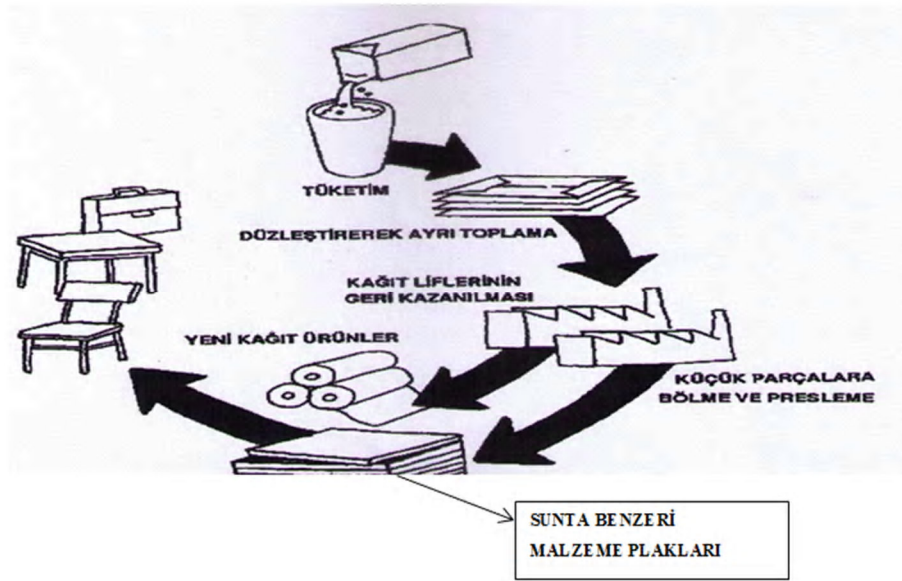 TÜKETİM
DÜZLEŞTİREREK AYRI TOPLAMA
KAĞIT LİFLERİNİN
GERİ KAZANILMASI
YENİ KAĞIT ÜRÜNLER
KÜÇÜK PARÇALARA
BÖLME VE PRESLEME
SUNTA BENZERİ
MALZEME PLAKLARI